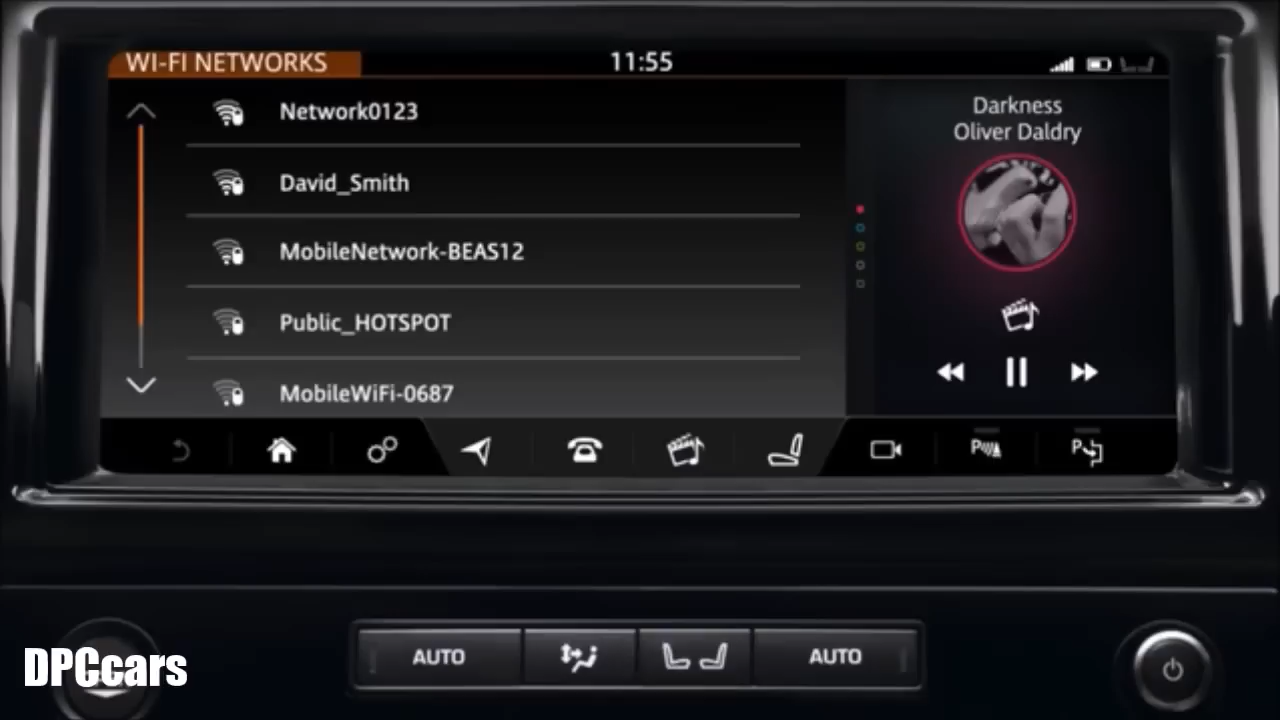 WI-FI NETWORKS
11:55
Network0123
David_Smith
MobileNetwork-BEAS12
Public_HOTSPOT
MobileWiFi-0687
Darkness
Oliver Daldry
P
P
AUTO
AUTO
DPCcars